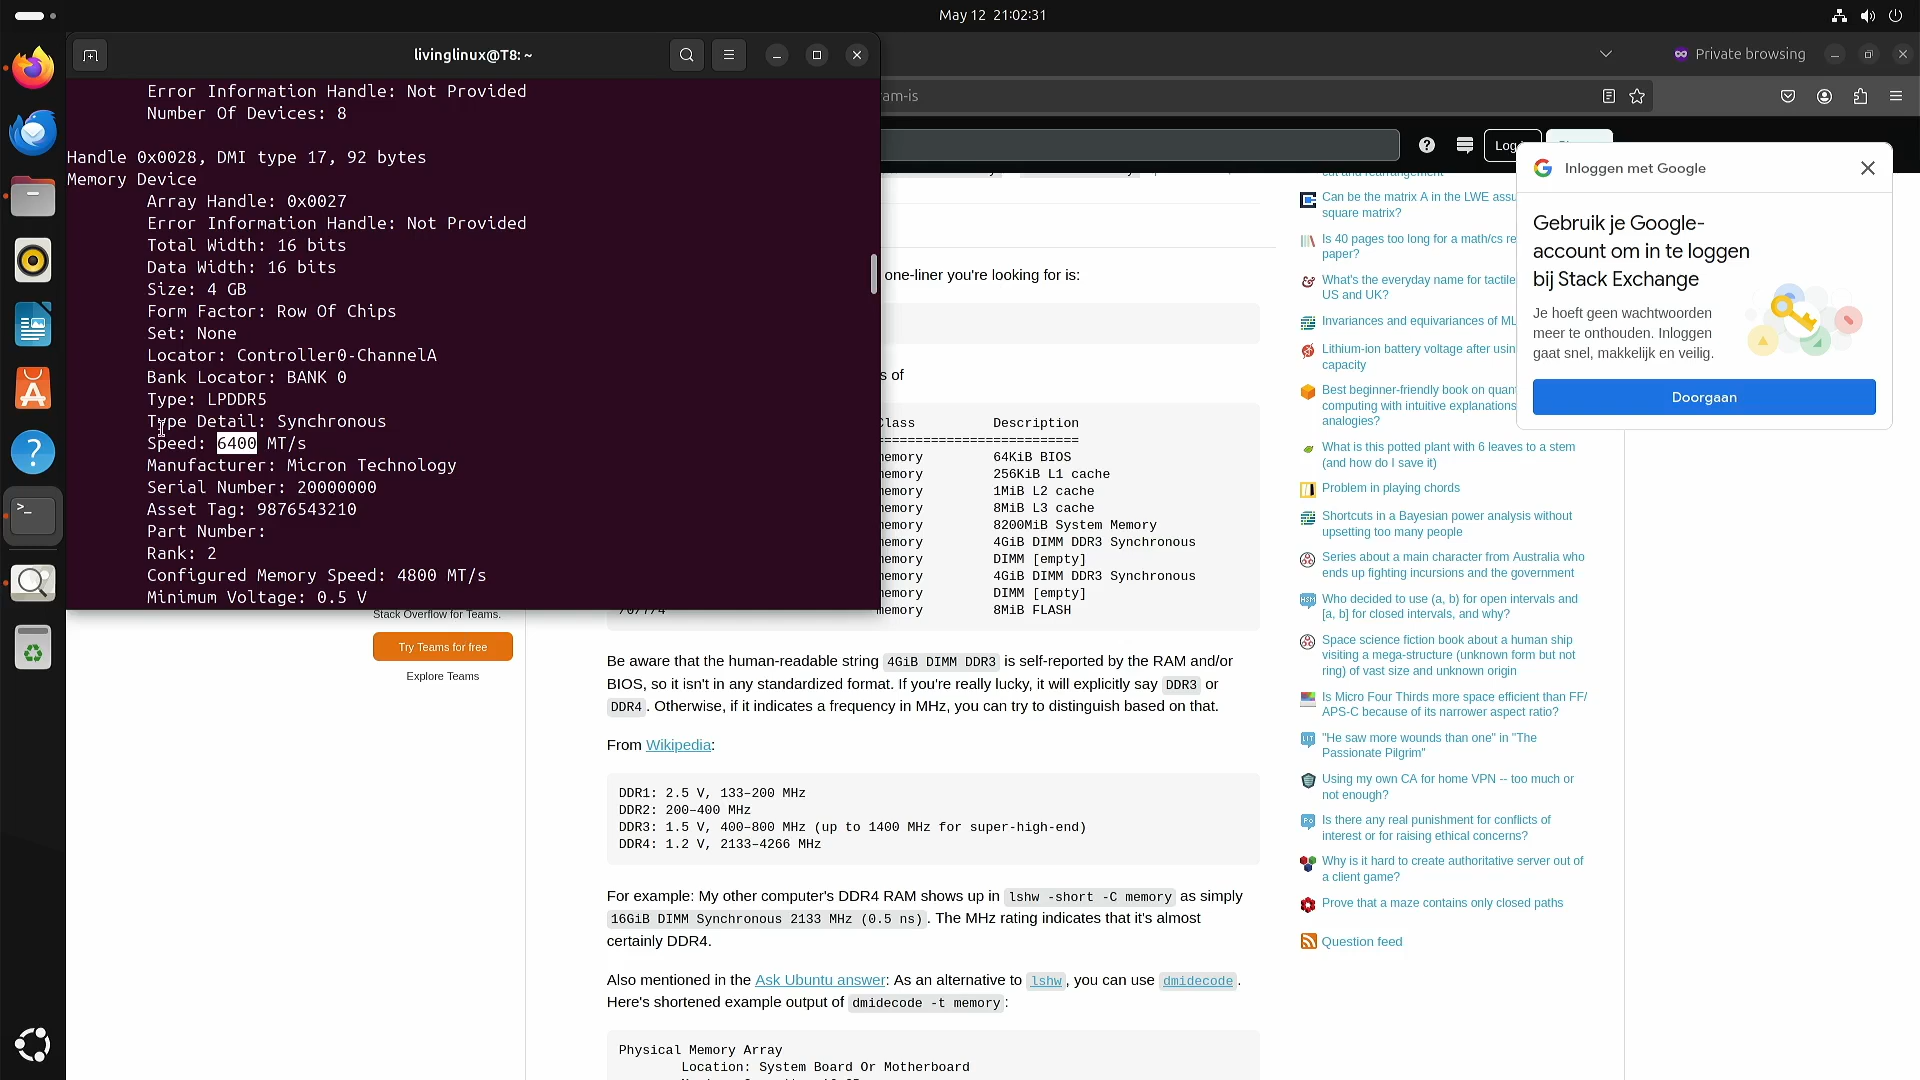 May 12 21:02:31
livinglinux@T8: ~
Error Information Handle: Not Provided
Number Of Devices: 8
Handle 0x0028, DMI type 17, 92 bytes
Memory Device
Array Handle: 0x0027
Error Information Handle: Not Provided
Total Width: 16 bits
Data Width: 16 bits
Size: 4 GB
Form Factor: Row Of Chips
Set: None
Locator: Controller0-ChannelA
Bank Locator: BANK 0
Type: LPDDR5
Type Detail: Synchronous
Speed: 6400 MT/s
Manufacturer: Micron Technology
Serial Number: 20000000
Asset Tag: 9876543210
Part Number:
Rank: 2
Configured Memory Speed: 4800 MT/s
Minimum Voltage: 0.5 V
Private browsing
am-is
Log
one-liner you're looking for is:
s of
Class Description
=========================
memory 64KiB BIOS
memory 256KiB L1 cache
memory 1MiB L2 cache
memory 8MiB L3 cache
memory 8200MiB System Memory
memory 4GiB DIMM DDR3 Synchronous
memory DIMM [empty]
memory 4GiB DIMM DDR3 Synchronous
memory DIMM [empty]
memory 8MiB FLASH
Stack Overflow for Teams.
Try Teams for free
Explore Teams
Be aware that the human-readable string 4GiB DIMM DDR3 is self-reported by the RAM and/or
BIOS, so it isn't in any standardized format. If you're really lucky, it will explicitly say DDR3 or
DDR4. Otherwise, if it indicates a frequency in MHz, you can try to distinguish based on that.
From Wikipedia:
DDR1: 2.5 V, 133–200 MHz
DDR2: 200–400 MHz
DDR3: 1.5 V, 400–800 MHz (up to 1400 MHz for super-high-end)
DDR4: 1.2 V, 2133–4266 MHz
For example: My other computer's DDR4 RAM shows up in lshw -short -C memory as simply
16GiB DIMM Synchronous 2133 MHz (0.5 ns). The MHz rating indicates that it's almost
certainly DDR4.
Also mentioned in the Ask Ubuntu answer: As an alternative to lshw, you can use dmidecode.
Here's shortened example output of dmidecode -t memory:
Physical Memory Array
Location: System Board Or Motherboard
Can be the matrix A in the LWE assu
square matrix?
Is 40 pages too long for a math/cs re
paper?
What's the everyday name for tactile
US and UK?
Invariances and equivariances of ML
Lithium-ion battery voltage after usin
capacity
Best beginner-friendly book on quan
computing with intuitive explanations
analogies?
What is this potted plant with 6 leaves to a stem
(and how do I save it)
Problem in playing chords
Shortcuts in a Bayesian power analysis without
upsetting too many people
Series about a main character from Australia who
ends up fighting incursions and the government
Who decided to use (a, b) for open intervals and
[a, b] for closed intervals, and why?
Space science fiction book about a human ship
visiting a mega-structure (unknown form but not
ring) of vast size and unknown origin
Is Micro Four Thirds more space efficient than FF/
APS-C because of its narrower aspect ratio?
"He saw more wounds than one" in "The
Passionate Pilgrim"
Using my own CA for home VPN -- too much or
not enough?
Is there any real punishment for conflicts of
interest or for raising ethical concerns?
Why is it hard to create authoritative server out of
a client game?
Prove that a maze contains only closed paths
Question feed
Inloggen met Google
Gebruik je Google-
account om in te loggen
bij Stack Exchange
Je hoeft geen wachtwoorden
meer te onthouden. Inloggen
gaat snel, makkelijk en veilig.
Doorgaan